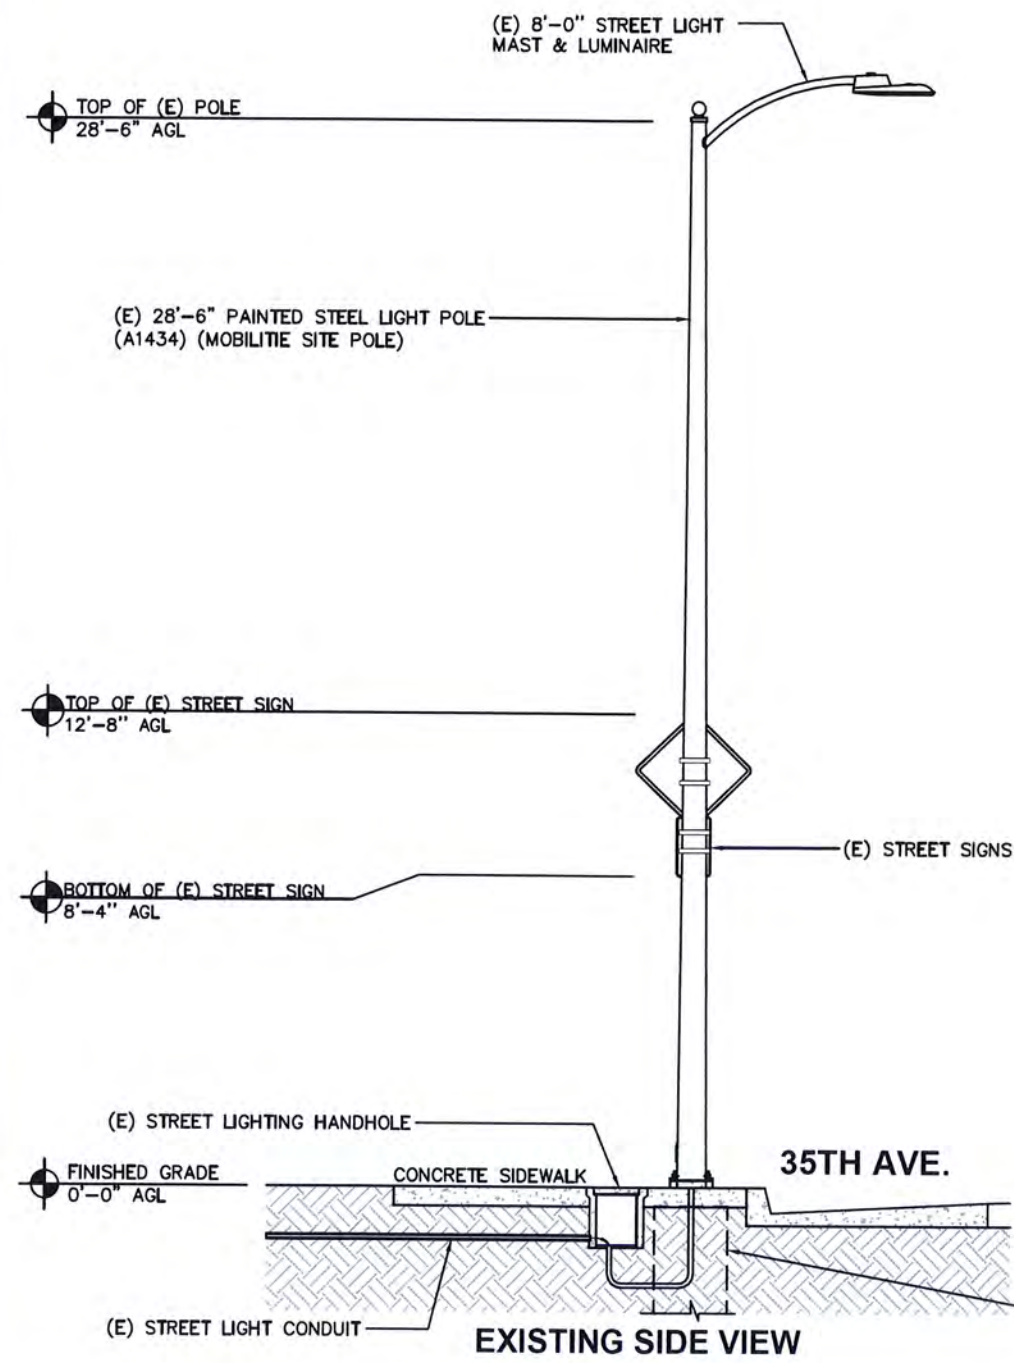 (E) 8'-0" STREET LIGHT
MAST & LUMINAIRE
TOP OF (E) POLE
28'-6" AGL
(E) 28'-6" PAINTED STEEL LIGHT POLE
(A1434) (MOBILITIE SITE POLE)
TOP OF (E) STREET SIGN
12'-8" AGL
(E) STREET SIGNS
BOTTOM OF (E) STREET SIGN
8'-4" AGL
(E) STREET LIGHTING HANDHOLE
FINISHED GRADE
0'-0" AGL
CONCRETE SIDEWALK
35TH AVE.
(E) STREET LIGHT CONDUIT
EXISTING SIDE VIEW